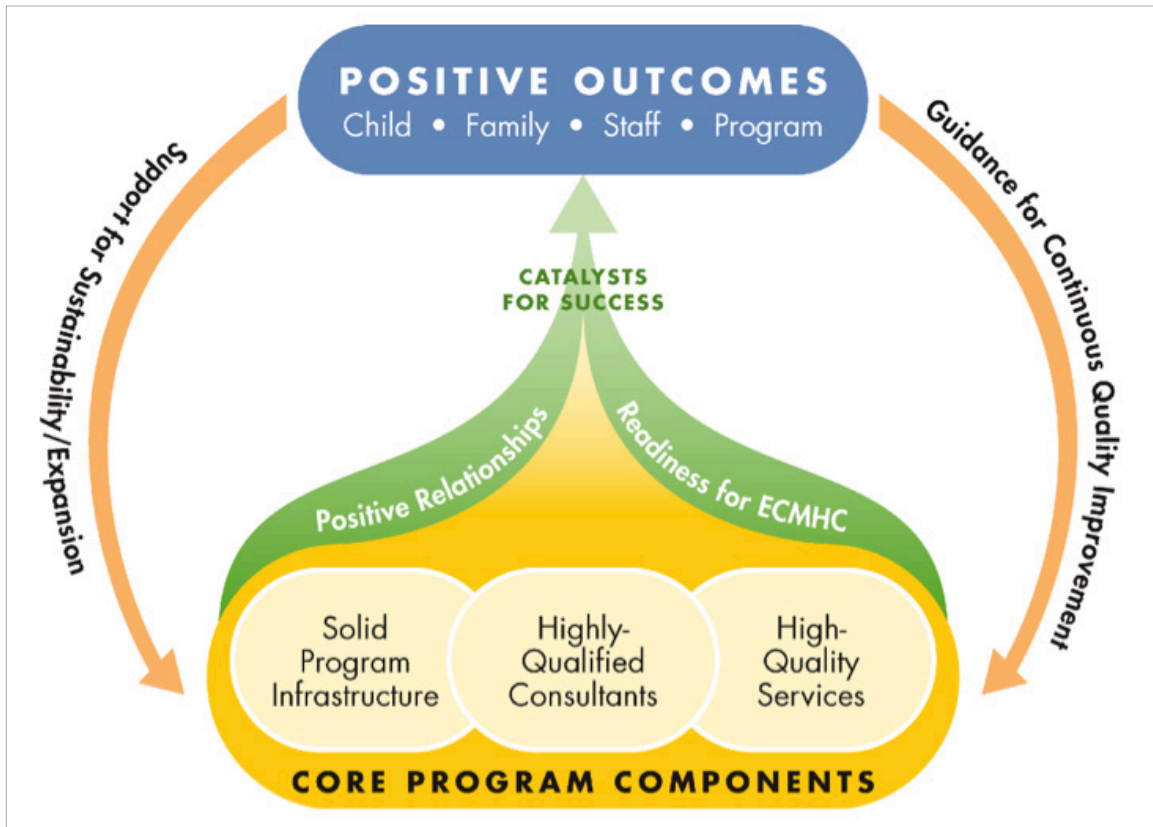 POSITIVE OUTCOMES
Child • Family • Staff • Program
Support for Sustainability/Expansion
Guidance for Continuous Quality Improvement
CATALYSTS
FOR SUCCESS
Positive Relationships
Readiness for ECMHC
Solid
Program
Infrastructure
Highly-
Qualified
Consultants
High-
Quality
Services
CORE PROGRAM COMPONENTS